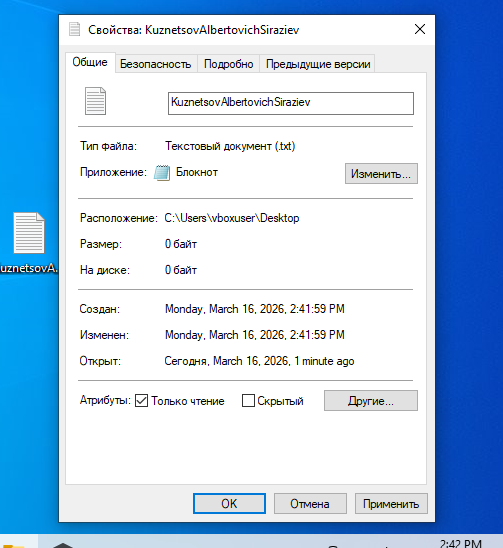 Свойства: KuznetsovAlbertovichSiraziev
Общие Безопасность Подробно Предыдущие версии
KuznetsovAlbertovichSiraziev
Тип файла: Текстовый документ (.txt)
Приложение: Блокнот Изменить...
Расположение: C:\Users\vboxuser\Desktop
Размер: 0 байт
На диске: 0 байт
Создан: Monday, March 16, 2026, 2:41:59 PM
Изменен: Monday, March 16, 2026, 2:41:59 PM
Открыт: Сегодня, March 16, 2026, 1 minute ago
Атрибуты: Только чтение Скрытый Другие...
OK Отмена Применить
uznetsovA.
2:42 PM